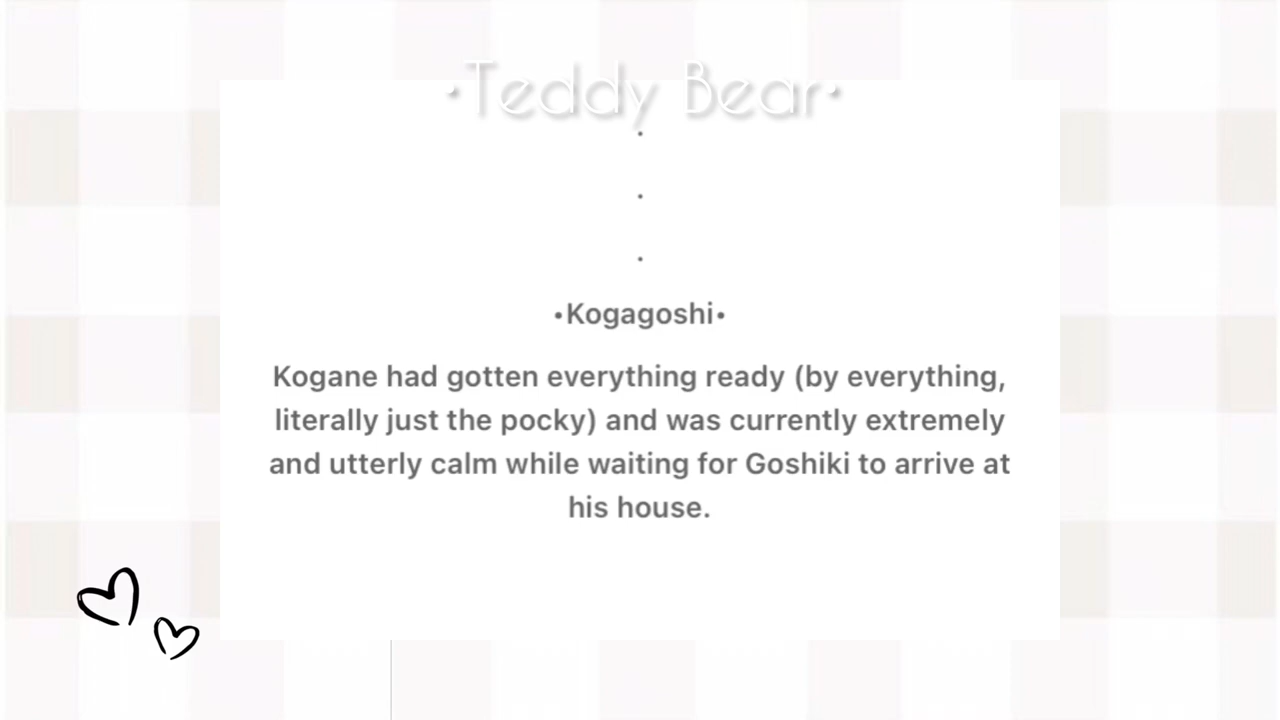 •Teddy Bear•
.
.
.
•Kogagoshi•
Kogane had gotten everything ready (by everything,
literally just the pocky) and was currently extremely
and utterly calm while waiting for Goshiki to arrive at
his house.